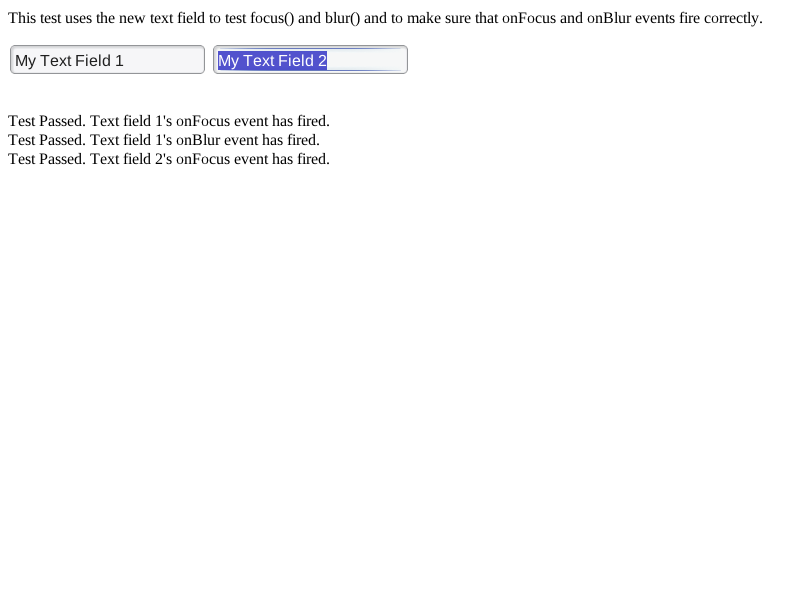 This test uses the new text field to test focus() and blur() and to make sure that onFocus and onBlur events fire correctly.
My Text Field 1 My Text Field 2
Test Passed. Text field 1's onFocus event has fired.
Test Passed. Text field 1's onBlur event has fired.
Test Passed. Text field 2's onFocus event has fired.